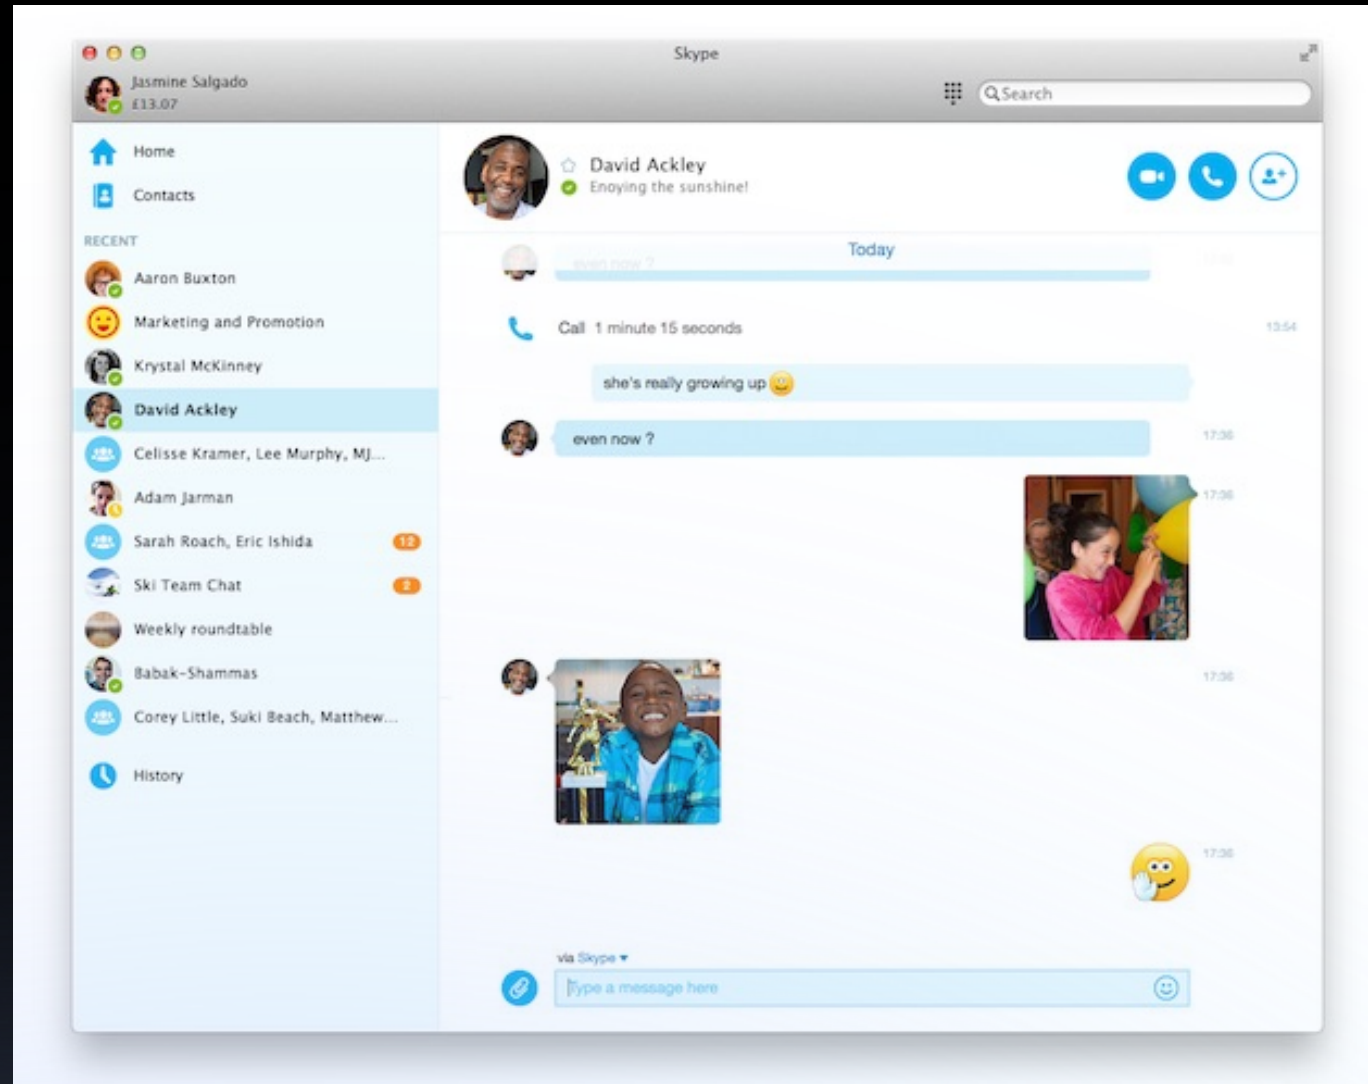 Skype
Jasmine Salgado
£13.07
Search
Home
Contacts
RECENT
Aaron Buxton
Marketing and Promotion
Krystal McKinney
David Ackley
Celisse Kramer, Lee Murphy, MJ...
Adam Jarman
Sarah Roach, Eric Ishida 12
Ski Team Chat 2
Weekly roundtable
Babak-Shammas
Corey Little, Suki Beach, Matthew...
History
David Ackley
Enoying the sunshine!
Today
even now ?
Call 1 minute 15 seconds 13:54
she's really growing up
even now ? 17:36
17:36
17:36
17:36
via Skype
Type a message here